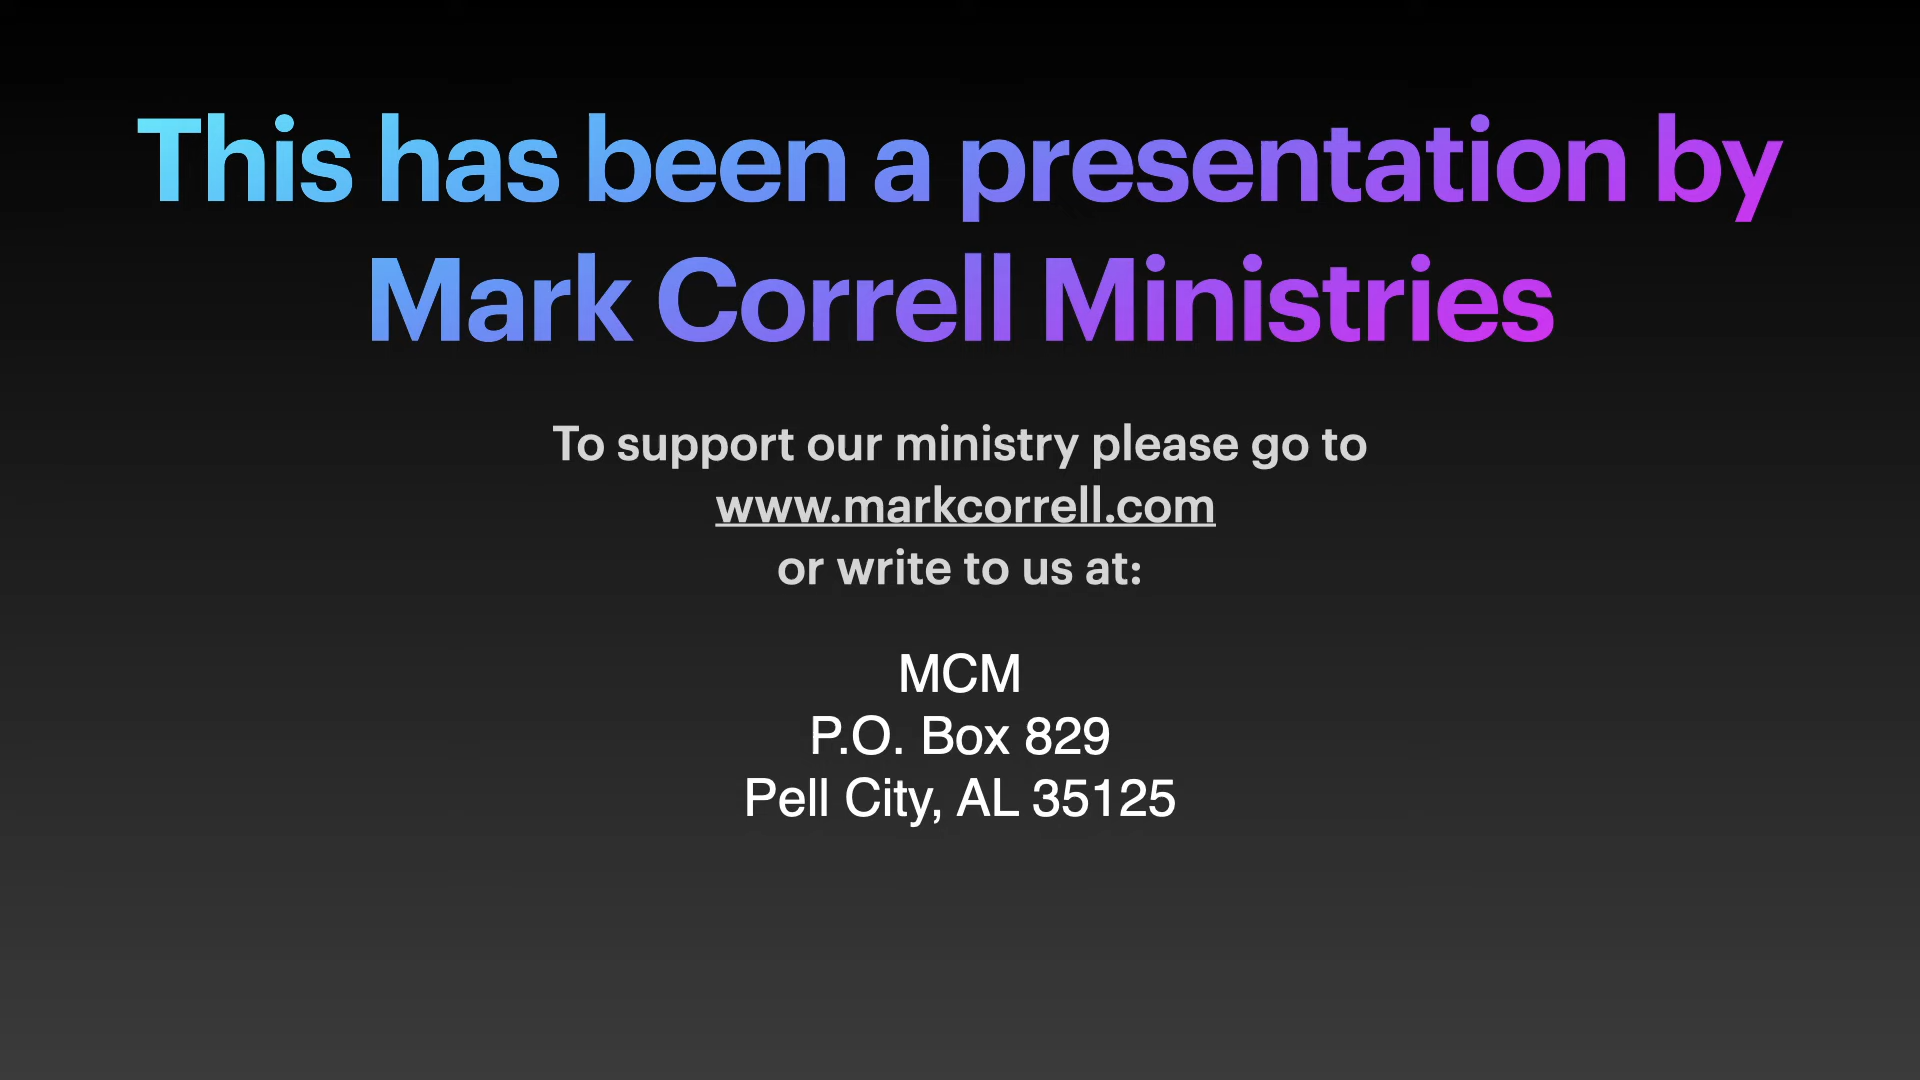 This has been a presentation by
Mark Correll Ministries
To support our ministry please go to
www.markcorrell.com
or write to us at:
MCM
P.O. Box 829
Pell City, AL 35125